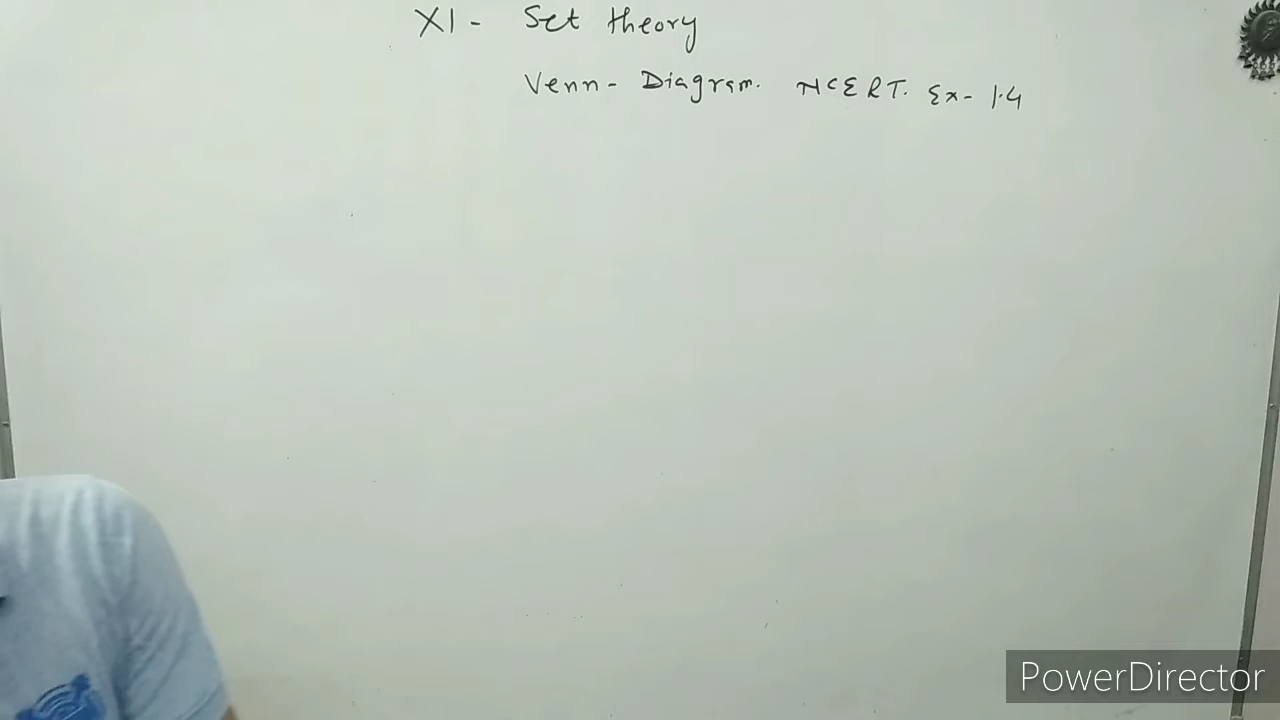 XI - Set theory
Venn - Diagram. NCERT. Ex - 1.4
PowerDirector